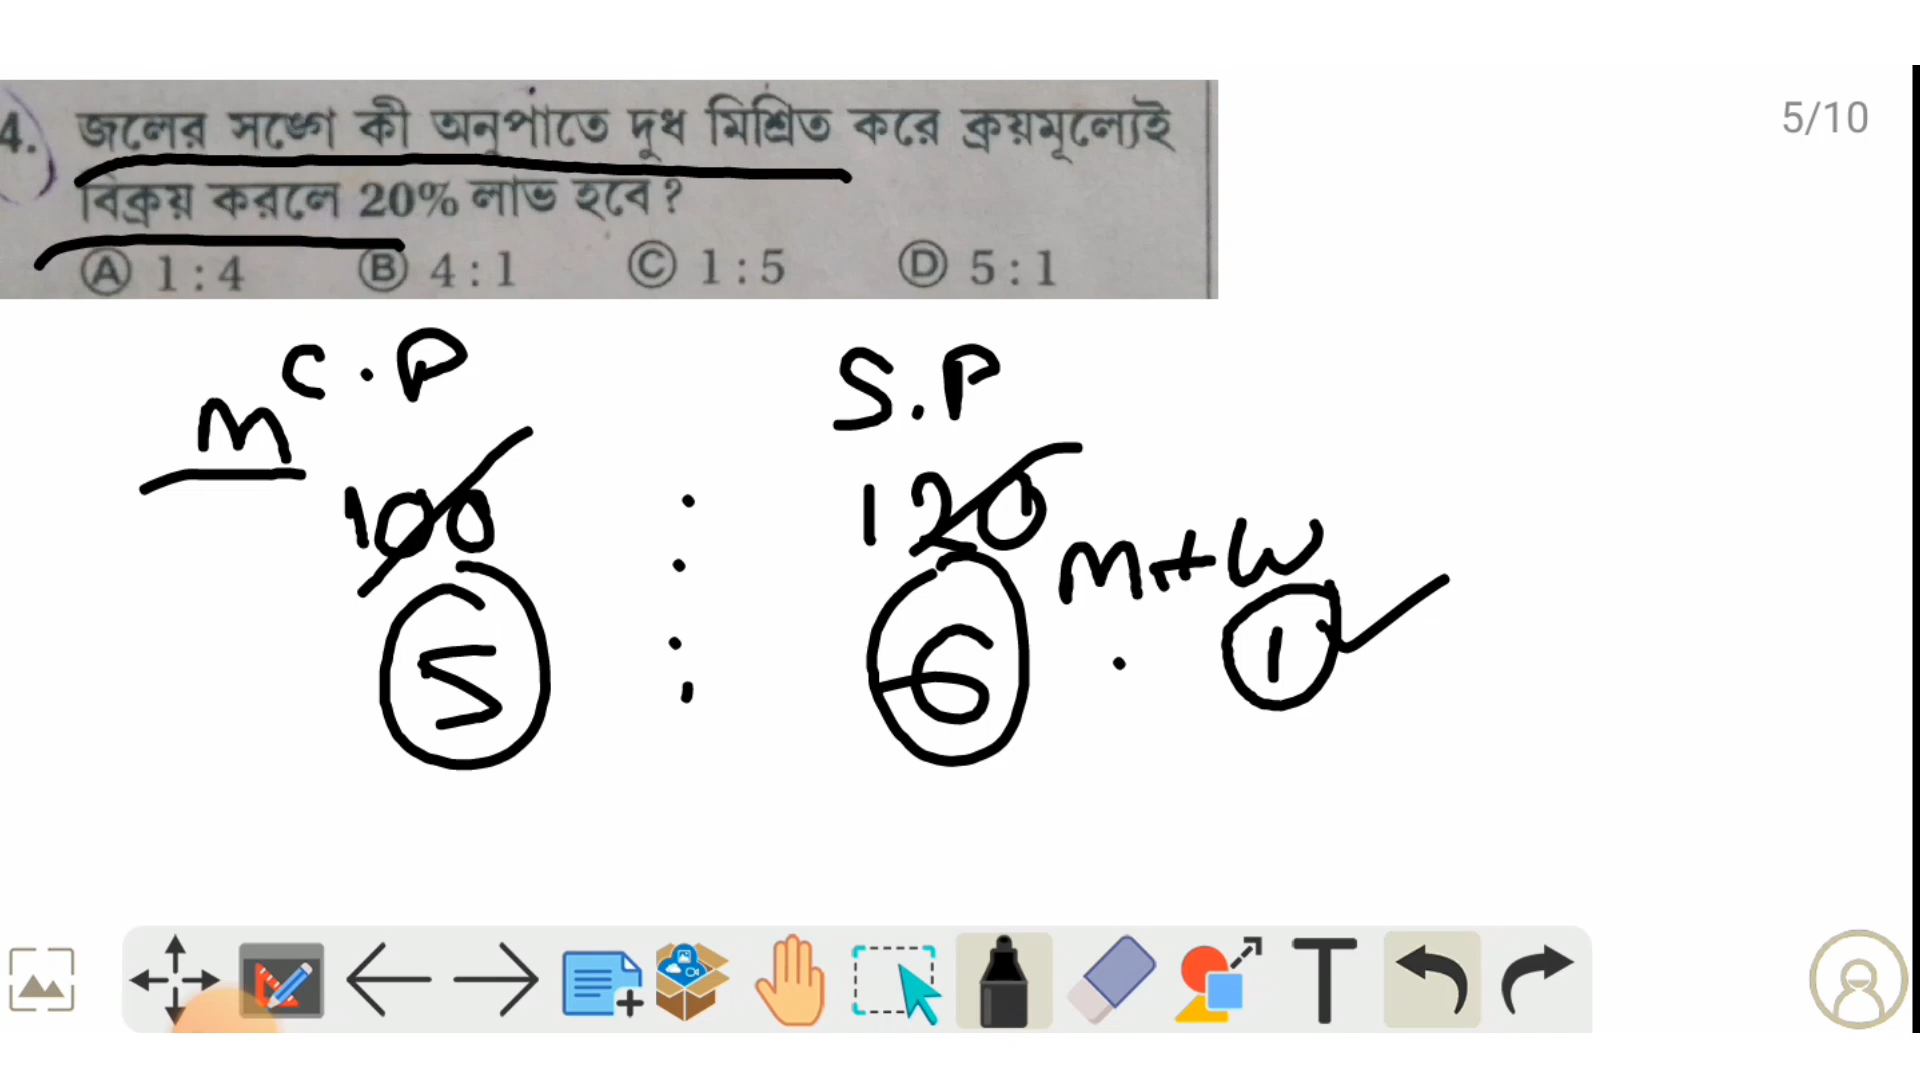 5/10
4. জলের সঙ্গে কী অনুপাতে দুধ মিশ্রিত করে ক্রয়মূল্যেই
বিক্রয় করলে 20% লাভ হবে ?
Ⓐ 1 : 4 Ⓑ 4 : 1 Ⓒ 1 : 5 Ⓓ 5 : 1
C.P S.P
M
100 : 120
M+W
5 : 6 . 1
T